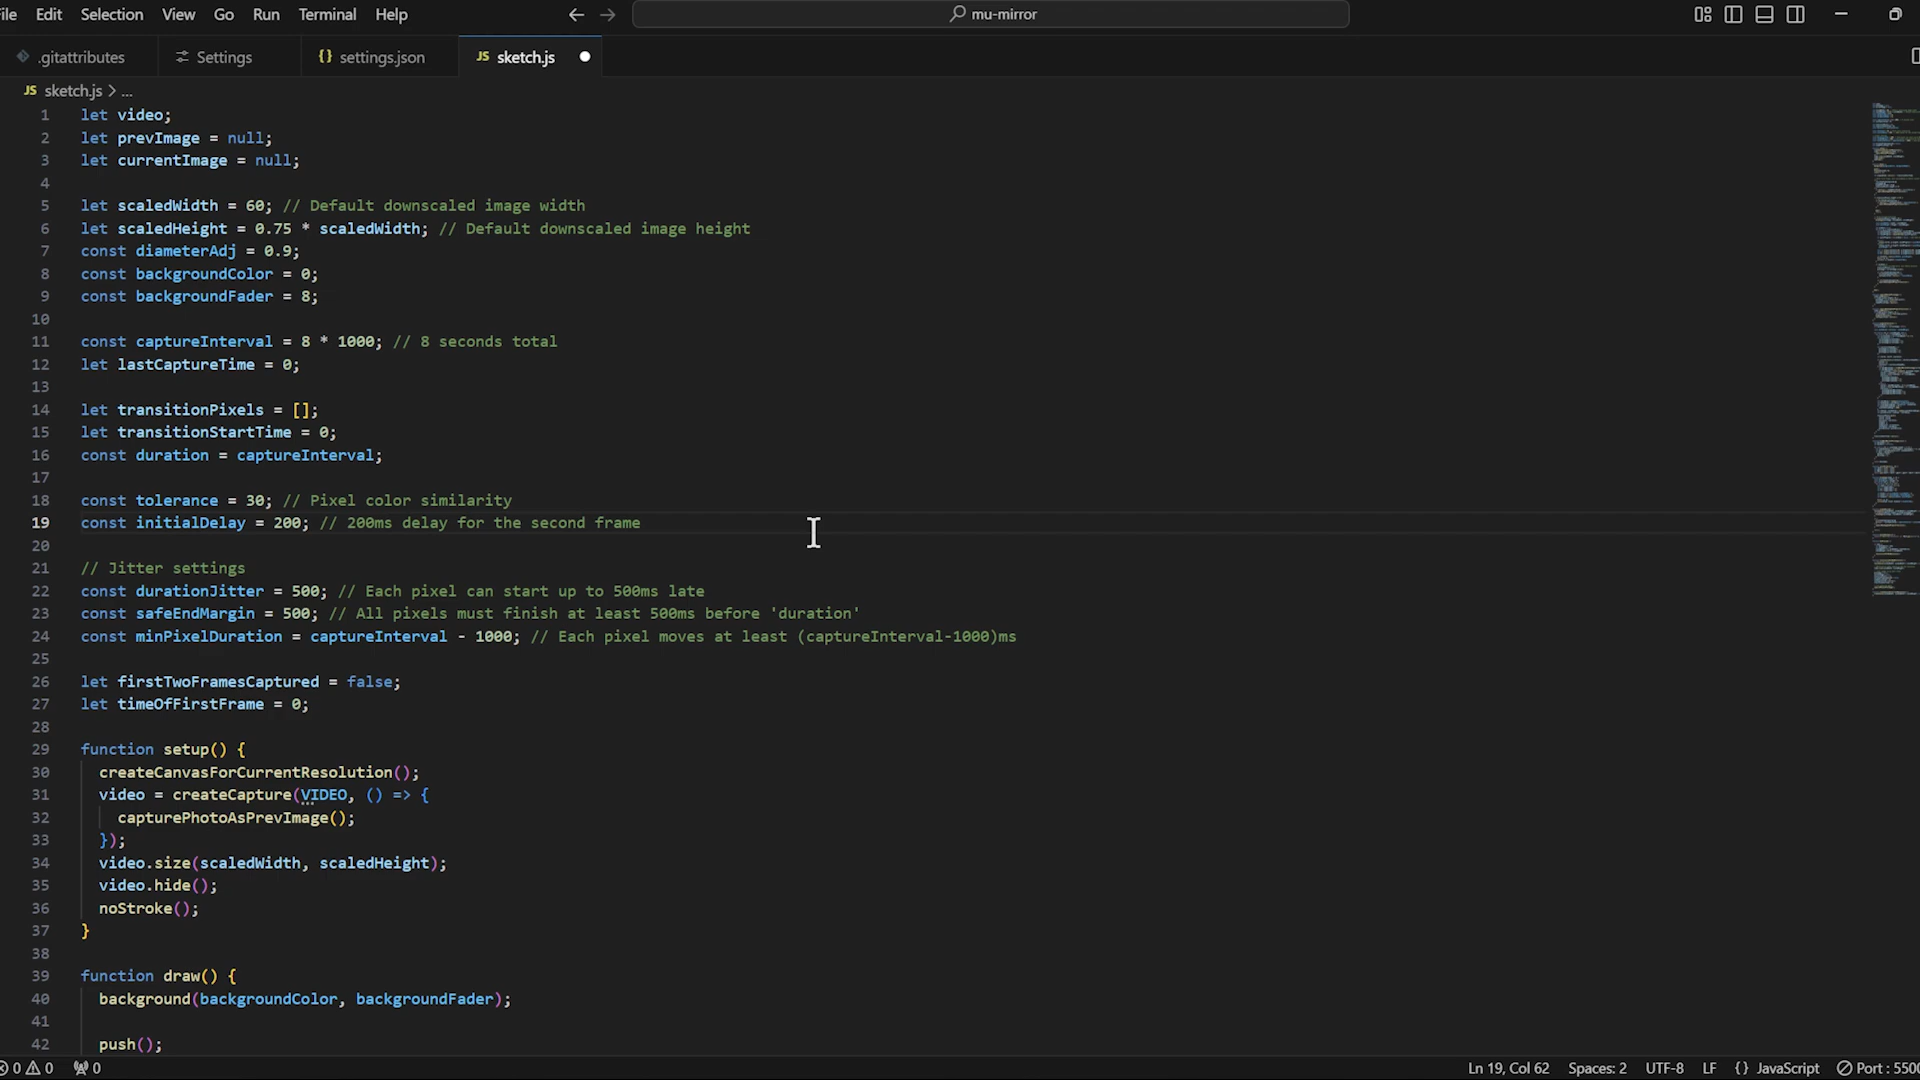 ile Edit Selection View Go Run Terminal Help mu-mirror
.gitattributes Settings {} settings.json JS sketch.js
JS sketch.js > ...
1 let video;
2 let prevImage = null;
3 let currentImage = null;
4
5 let scaledWidth = 60; // Default downscaled image width
6 let scaledHeight = 0.75 * scaledWidth; // Default downscaled image height
7 const diameterAdj = 0.9;
8 const backgroundColor = 0;
9 const backgroundFader = 8;
10
11 const captureInterval = 8 * 1000; // 8 seconds total
12 let lastCaptureTime = 0;
13
14 let transitionPixels = [];
15 let transitionStartTime = 0;
16 const duration = captureInterval;
17
18 const tolerance = 30; // Pixel color similarity
19 const initialDelay = 200; // 200ms delay for the second frame
20
21 // Jitter settings
22 const durationJitter = 500; // Each pixel can start up to 500ms late
23 const safeEndMargin = 500; // All pixels must finish at least 500ms before 'duration'
24 const minPixelDuration = captureInterval - 1000; // Each pixel moves at least (captureInterval-1000)ms
25
26 let firstTwoFramesCaptured = false;
27 let timeOfFirstFrame = 0;
28
29 function setup() {
30 createCanvasForCurrentResolution();
31 video = createCapture(VIDEO, () => {
32 capturePhotoAsPrevImage();
33 });
34 video.size(scaledWidth, scaledHeight);
35 video.hide();
36 noStroke();
37 }
38
39 function draw() {
40 background(backgroundColor, backgroundFader);
41
42 push();
0 0 0 Ln 19, Col 62 Spaces: 2 UTF-8 LF {} JavaScript Port : 550